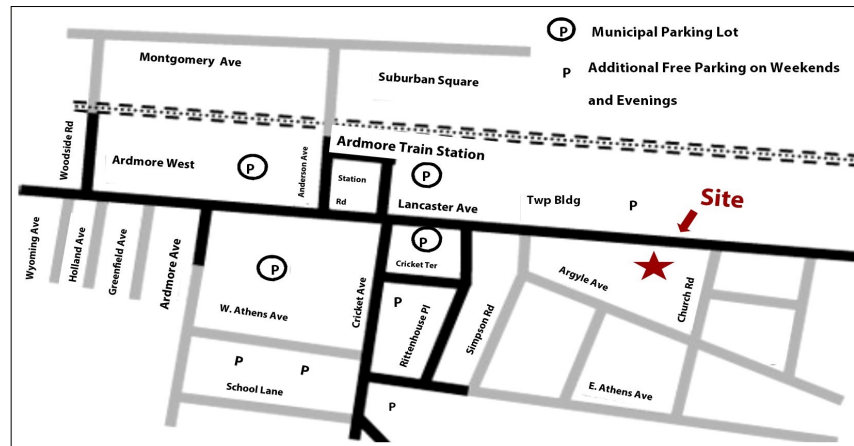 P Municipal Parking Lot
P Additional Free Parking on Weekends
and Evenings
Montgomery Ave
Suburban Square
Ardmore Train Station
Woodside Rd
Ardmore West
P
Anderson Ave
Station
Rd
P
Lancaster Ave
Twp Bldg
P
Site
Wyoming Ave
Holland Ave
Greenfield Ave
Ardmore Ave
P
W. Athens Ave
Cricket Ave
P
Cricket Ter
P
Rittenhouse Pl
Simpson Rd
Argyle Ave
Church Rd
P
P
School Lane
P
E. Athens Ave